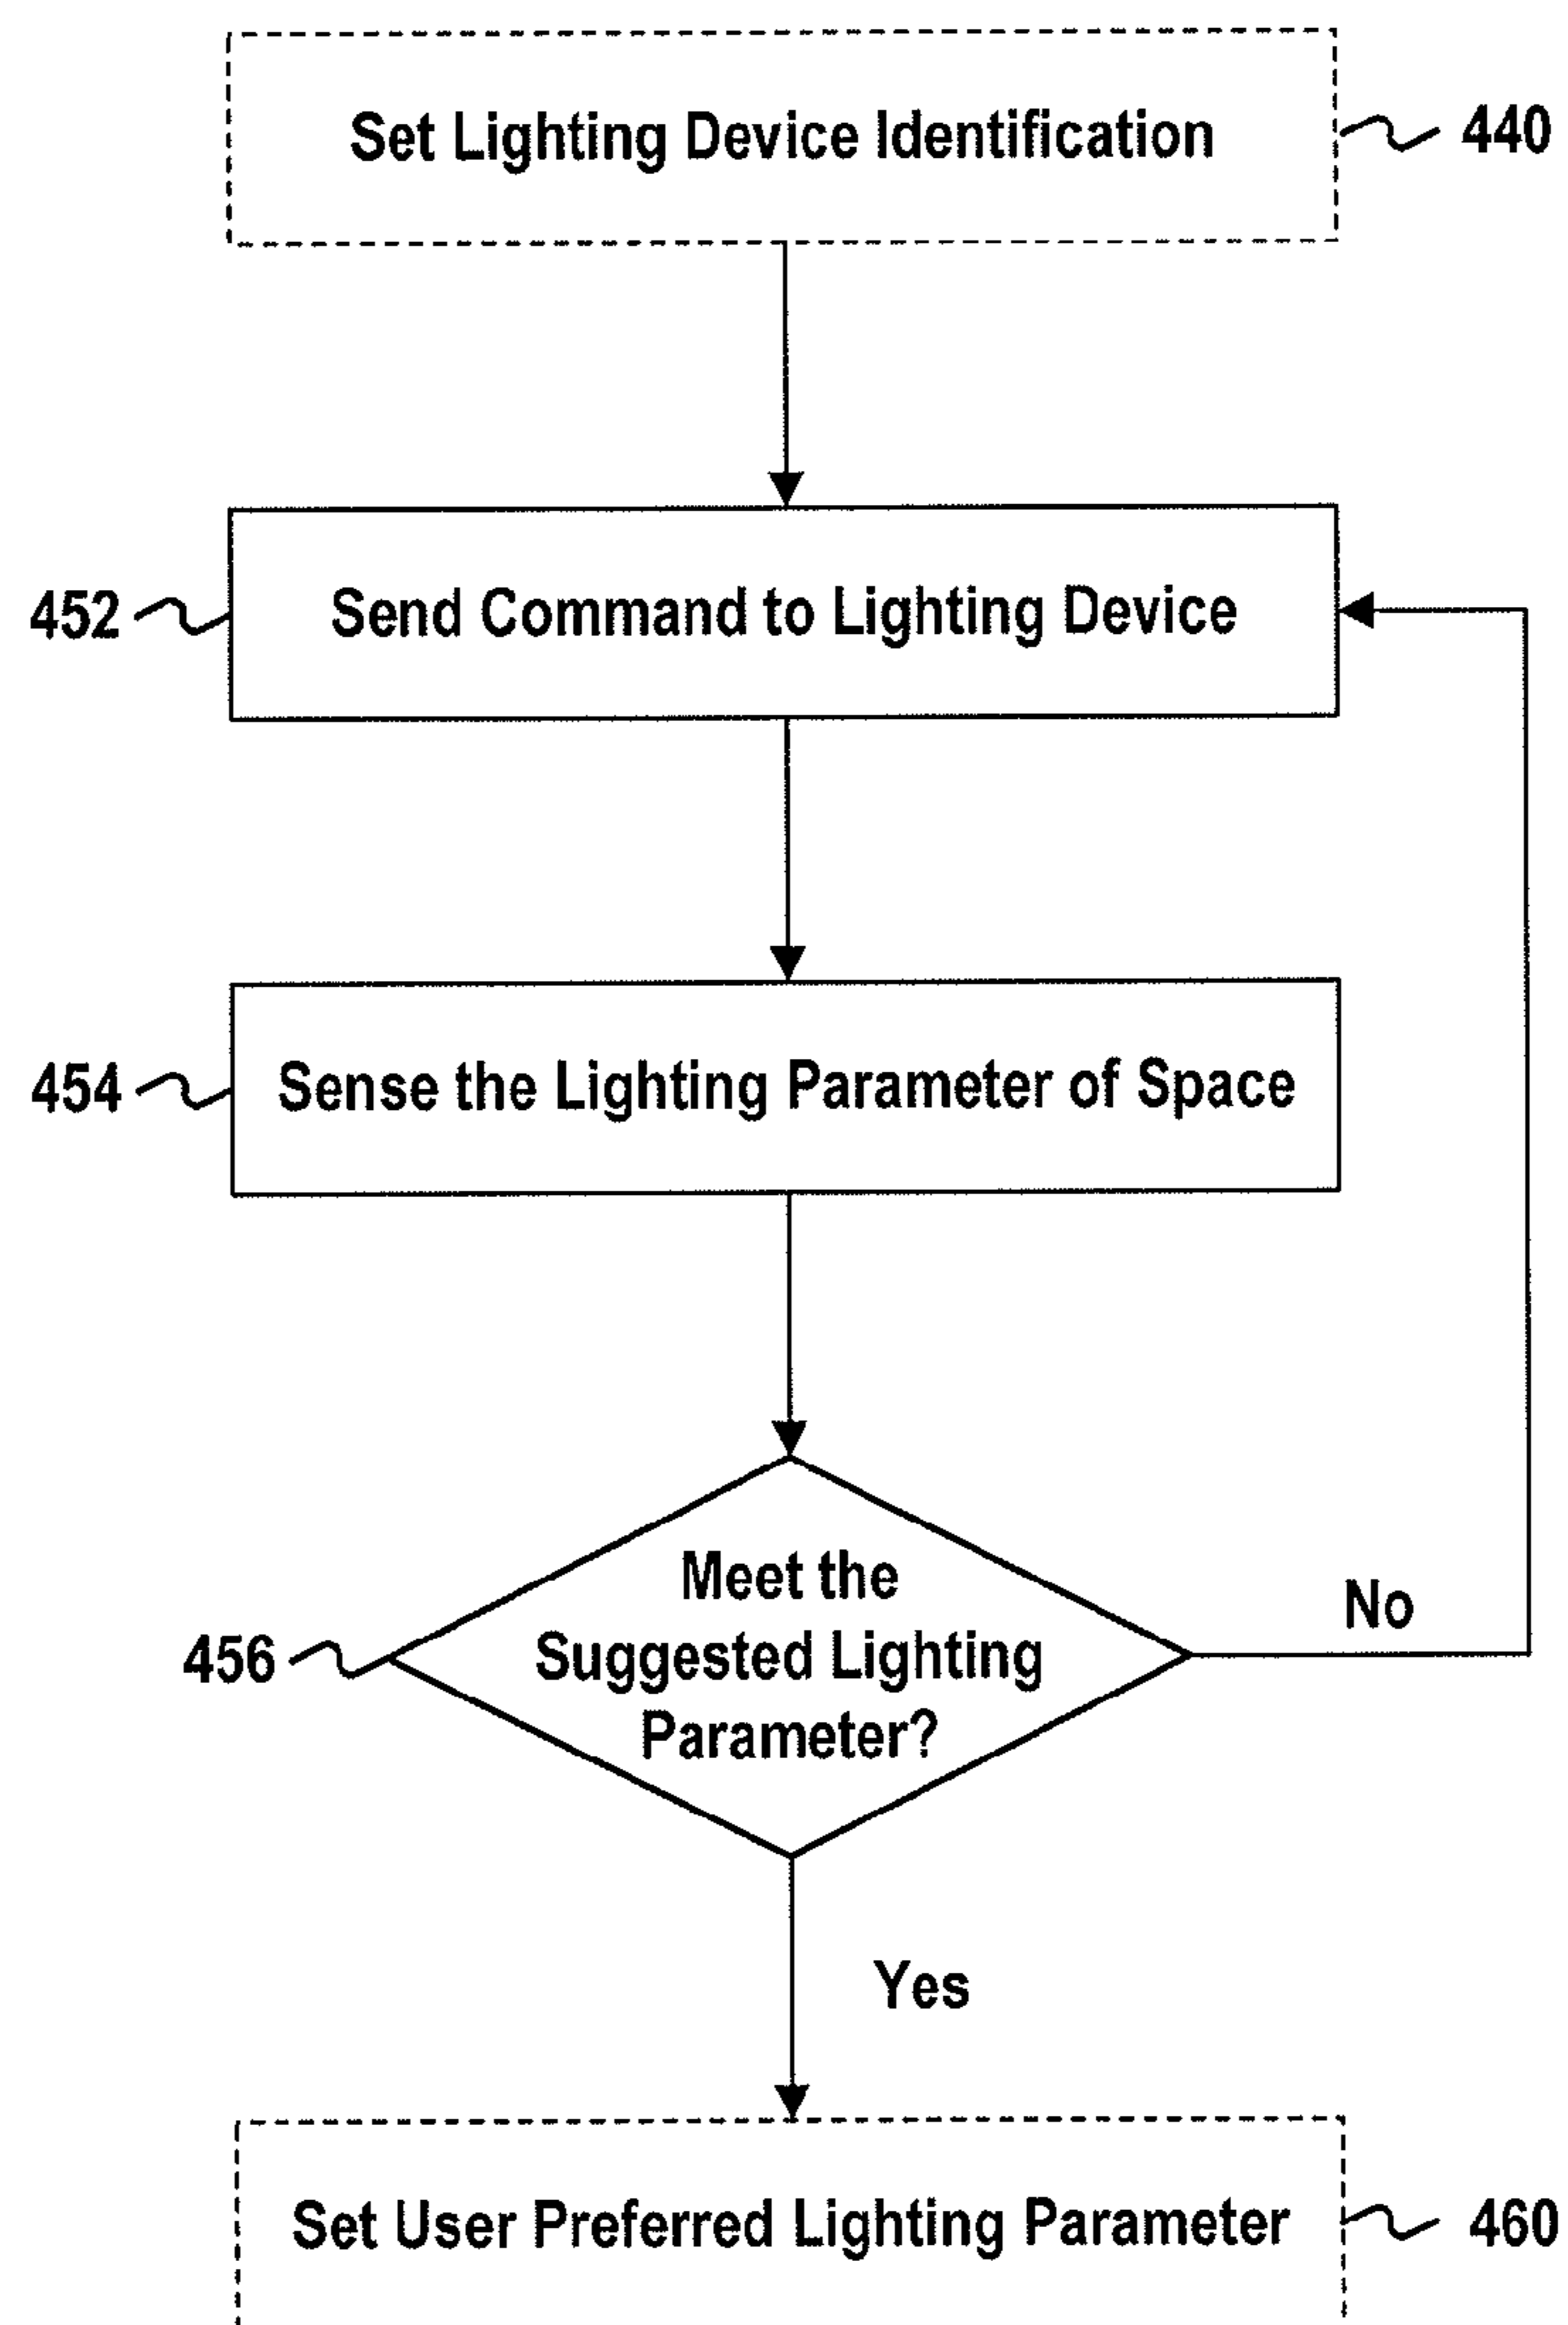 Set Lighting Device Identification
440
452
Send Command to Lighting Device
454
Sense the Lighting Parameter of Space
Meet the
Suggested Lighting
Parameter?
456
No
Yes
Set User Preferred Lighting Parameter
460